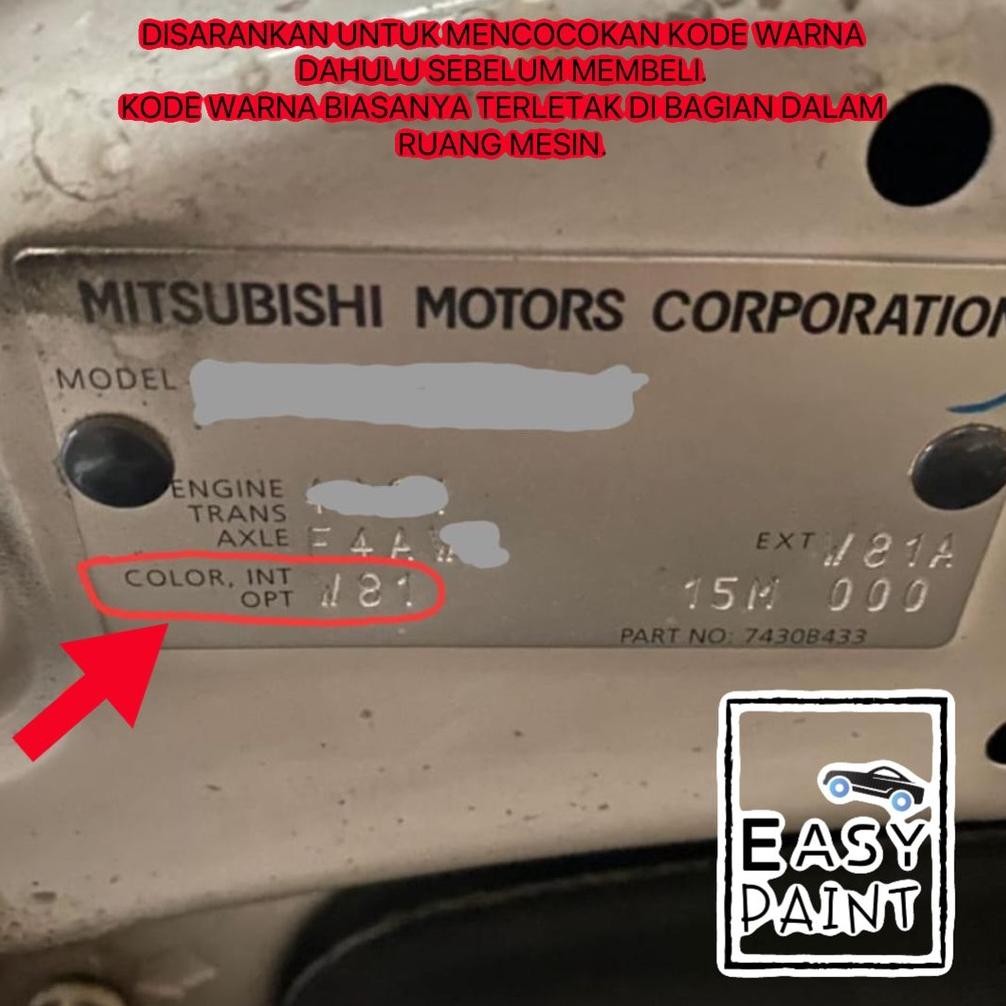 DISARANKAN UNTUK MENCOCOKAN KODE WARNA
DAHULU SEBELUM MEMBELI.
KODE WARNA BIASANYA TERLETAK DI BAGIAN DALAM
RUANG MESIN.
MITSUBISHI MOTORS CORPORATION
MODEL
ENGINE
TRANS
AXLE F4A
EXT W81A
COLOR, INT
OPT W81 15M 000
PART NO: 7430B433
EASY
PAINT